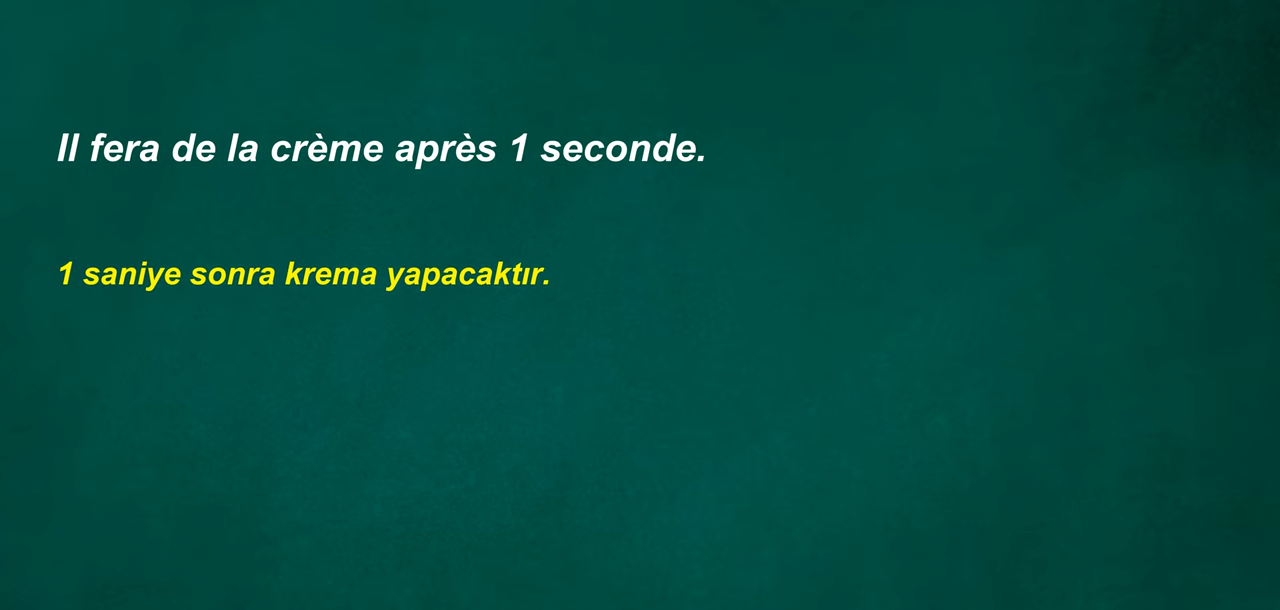 Il fera de la crème après 1 seconde.
1 saniye sonra krema yapacaktır.